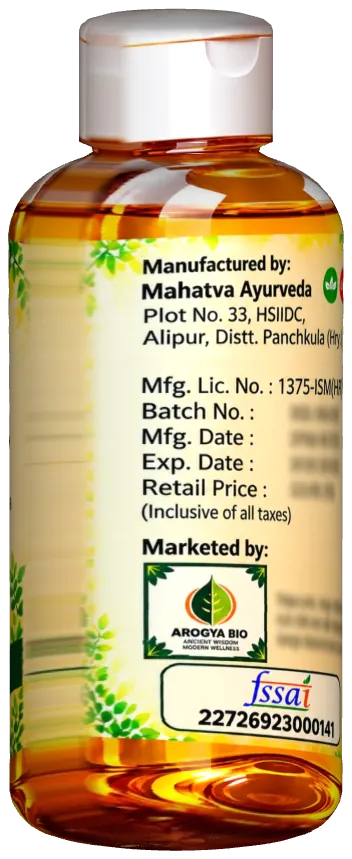 Manufactured by:
Mahatva Ayurveda
Plot No. 33, HSIIDC,
Alipur, Distt. Panchkula (Hry.)
Mfg. Lic. No. : 1375-ISM(HR)
Batch No. :
Mfg. Date :
Exp. Date :
Retail Price :
(Inclusive of all taxes)
Marketed by:
AROGYA BIO
ANCIENT WISDOM
MODERN WELLNESS
fssai
22726923000141